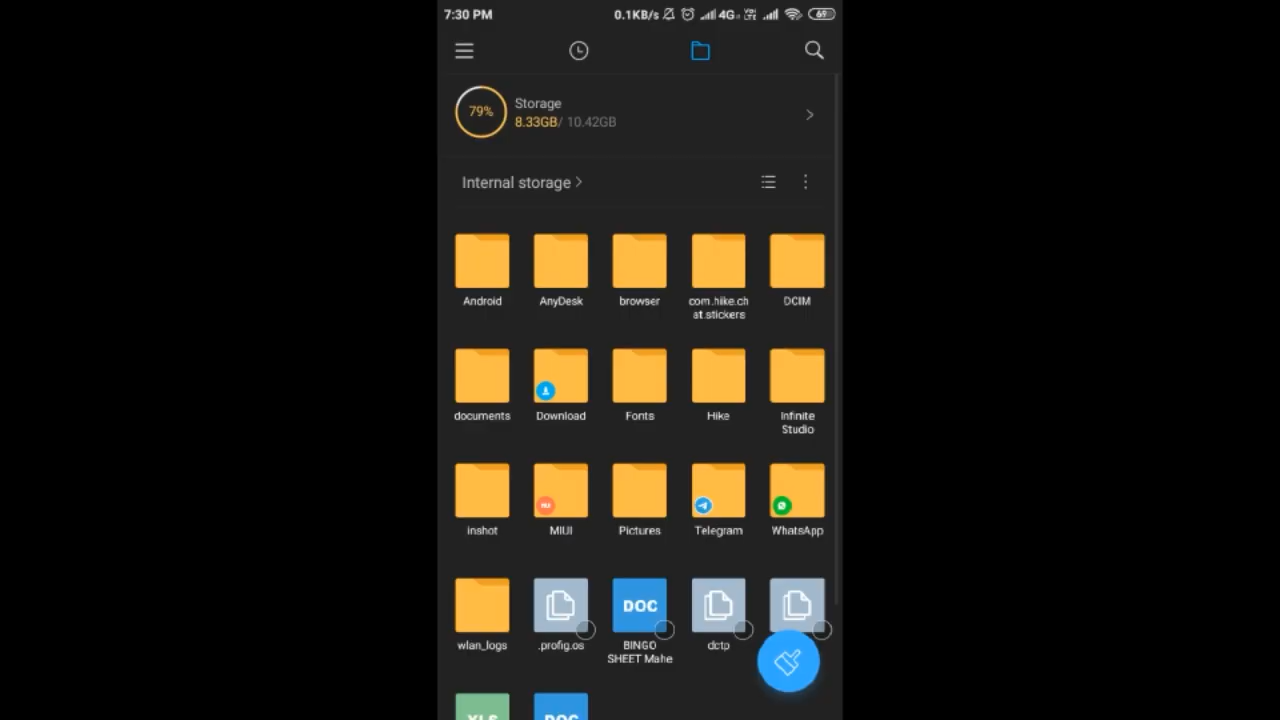 7:30 PM 0.1KB/s 4G 69
79% Storage
8.33GB/ 10.42GB
Internal storage >
Android AnyDesk browser com.hike.ch DCIM
at.stickers
documents Download Fonts Hike Infinite
Studio
inshot MIUI Pictures Telegram WhatsApp
DOC
wlan_logs .profig.os BINGO dctp
SHEET Mahe
XLS DOC